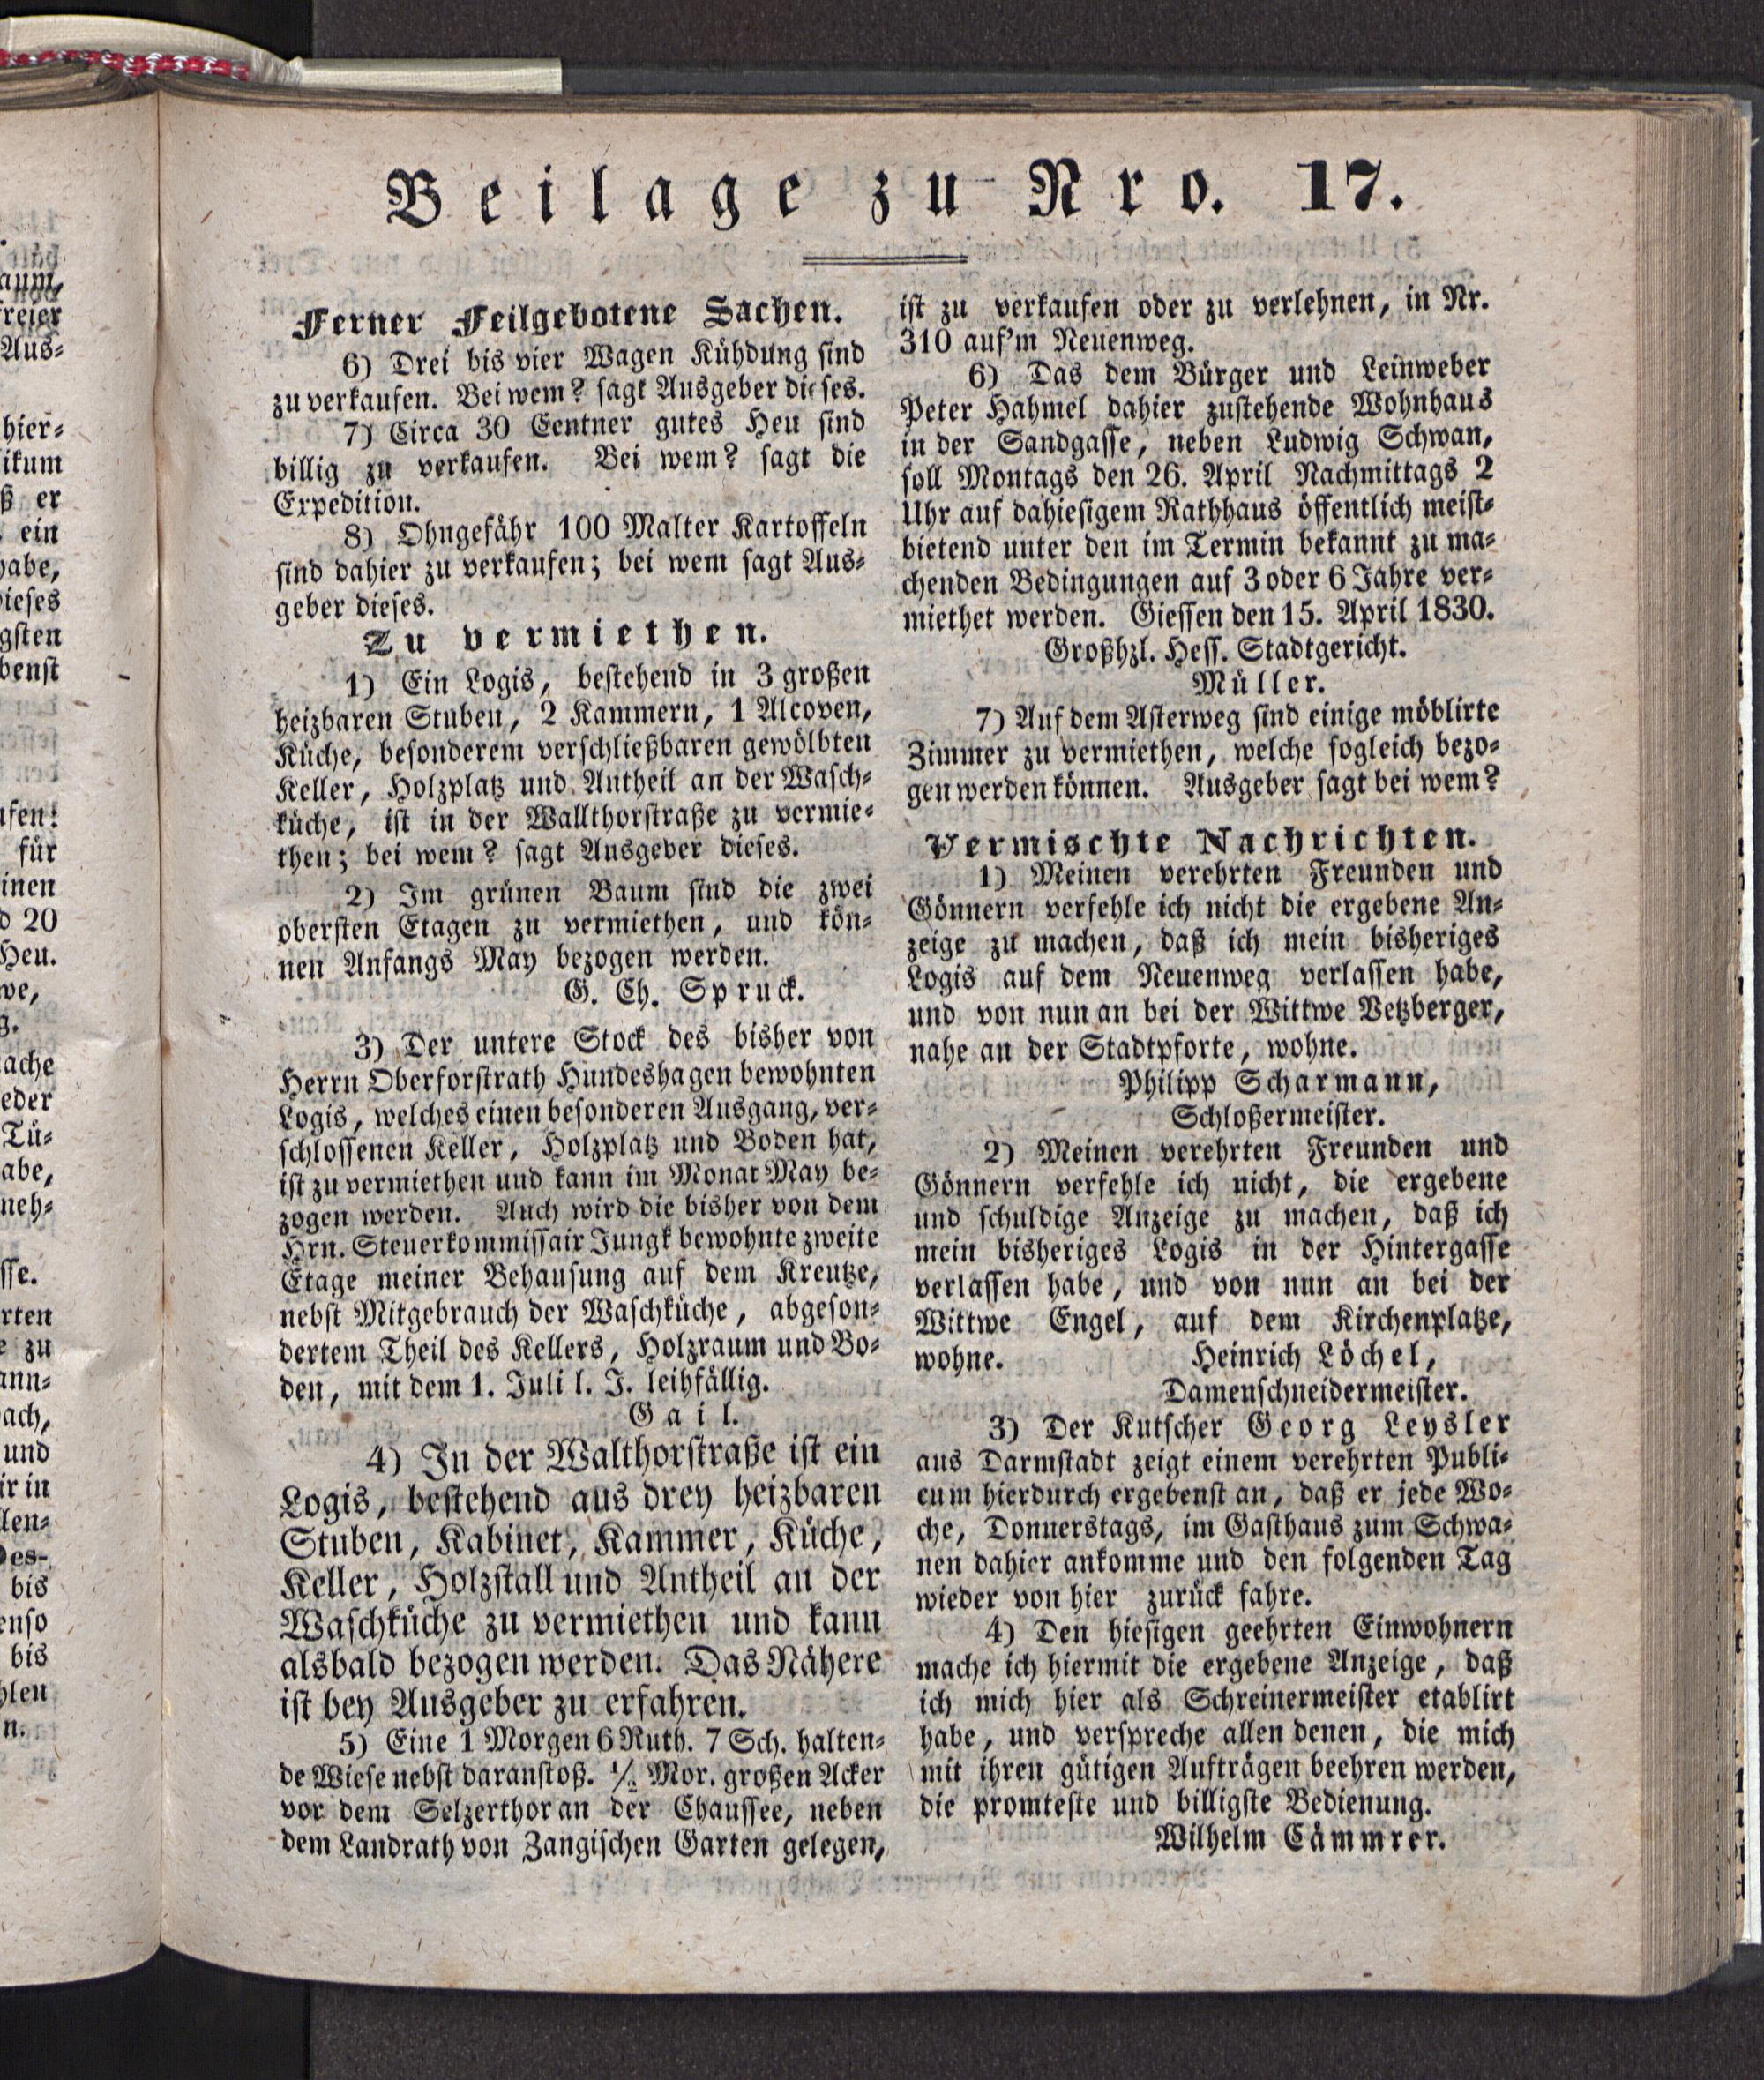 Beilage zu Nro. 17.
Ferner Feilgebotene Sachen.
6) Drei bis vier Wagen Kühdung sind
zu verkaufen. Bei wem? sagt Ausgeber dieses.
7) Circa 30 Centner gutes Heu sind
billig zu verkaufen. Bei wem? sagt die
Expedition.
8) Ohngefähr 100 Malter Kartoffeln
sind dahier zu verkaufen; bei wem sagt Aus-
geber dieses.
Zu vermiethen.
1) Ein Logis, bestehend in 3 großen
heizbaren Stuben, 2 Kammern, 1 Alcoven,
Küche, besonderem verschließbaren gewölbten
Keller, Holzplatz und Antheil an der Wasch-
küche, ist in der Wallthorstraße zu vermie-
then; bei wem? sagt Ausgeber dieses.
2) Im grünen Baum sind die zwei
obersten Etagen zu vermiethen, und kön-
nen Anfangs May bezogen werden.
G. Ch. Spruck.
3) Der untere Stock des bisher von
Herrn Oberforstrath Hundeshagen bewohnten
Logis, welches einen besonderen Ausgang, ver-
schlossenen Keller, Holzplatz und Boden hat,
ist zu vermiethen und kann im Monat May be-
zogen werden. Auch wird die bisher von dem
Hrn. Steuerkommissair Jungk bewohnte zweite
Etage meiner Behausung auf dem Kreutze,
nebst Mitgebrauch der Waschküche, abgeson-
dertem Theil des Kellers, Holzraum und Bo-
den, mit dem 1. Juli l. J. leihfällig.
Gail.
4) In der Walthorstraße ist ein
Logis, bestehend aus drey heizbaren
Stuben, Kabinet, Kammer, Küche,
Keller, Holzstall und Antheil an der
Waschküche zu vermiethen und kann
alsbald bezogen werden. Das Nähere
ist bey Ausgeber zu erfahren.
5) Eine 1 Morgen 6 Ruth. 7 Sch. halten-
de Wiese nebst daranstoß. Mor. großen Acker
vor dem Selzerthor an der Chaussee, neben
dem Landrath von Zangischen Garten gelegen,
ist zu verkaufen oder zu verlehnen, in Nr.
310 auf'm Neuenweg.
6) Das dem Bürger und Leinweber
Peter Hahmel dahier zustehende Wohnhaus
in der Sandgasse, neben Ludwig Schwan,
soll Montags den 26. April Nachmittags 2
Uhr auf dahiesigem Rathhaus öffentlich meist-
bietend unter den im Termin bekannt zu ma-
chenden Bedingungen auf 3 oder 6 Jahre ver-
miethet werden. Giessen den 15. April 1830.
Großhzl. Hess. Stadtgericht.
Müller.
7) Auf dem Asterweg sind einige möblirte
Zimmer zu vermiethen, welche sogleich bezo-
gen werden können. Ausgeber sagt bei wem?
Vermischte Nachrichten.
1) Meinen verehrten Freunden und
Gönnern verfehle ich nicht die ergebene An-
zeige zu machen, daß ich mein bisheriges
Logis auf dem Neuenweg verlassen habe,
und von nun an bei der Wittwe Vetzberger,
nahe an der Stadtpforte, wohne.
Philipp Scharmann,
Schloßermeister.
2) Meinen verehrten Freunden und
Gönnern verfehle ich nicht, die ergebene
und schuldige Anzeige zu machen, daß ich
mein bisheriges Logis in der Hintergasse
verlassen habe, und von nun an bei der
Wittwe Engel, auf dem Kirchenplatze,
wohne. Heinrich Löchel,
Damenschneidermeister.
3) Der Kutscher Georg Leysler
aus Darmstadt zeigt einem verehrten Publi-
cum hierdurch ergebenst an, daß er jede Wo-
che, Donnerstags, im Gasthaus zum Schwa-
nen dahier ankomme und den folgenden Tag
wieder von hier zurück fahre.
4) Den hiesigen geehrten Einwohnern
mache ich hiermit die ergebene Anzeige, daß
ich mich hier als Schreinermeister etablirt
habe, und verspreche allen denen, die mich
mit ihren gütigen Aufträgen beehren werden,
die promteste und billigste Bedienung.
Wilhelm Cämmrer.